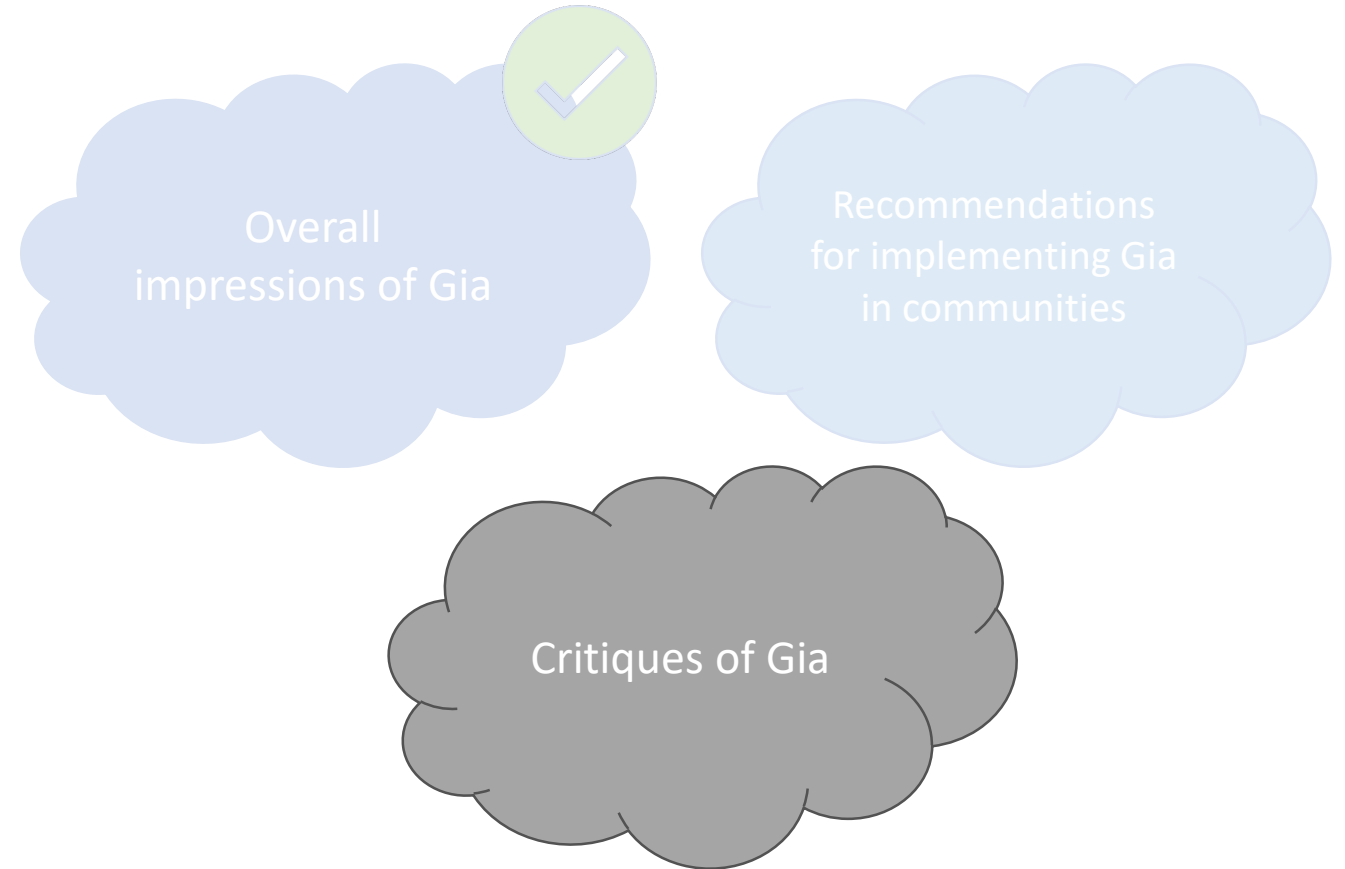 Overall
impressions of Gia
Recommendations
for implementing Gia
in communities
Critiques of Gia